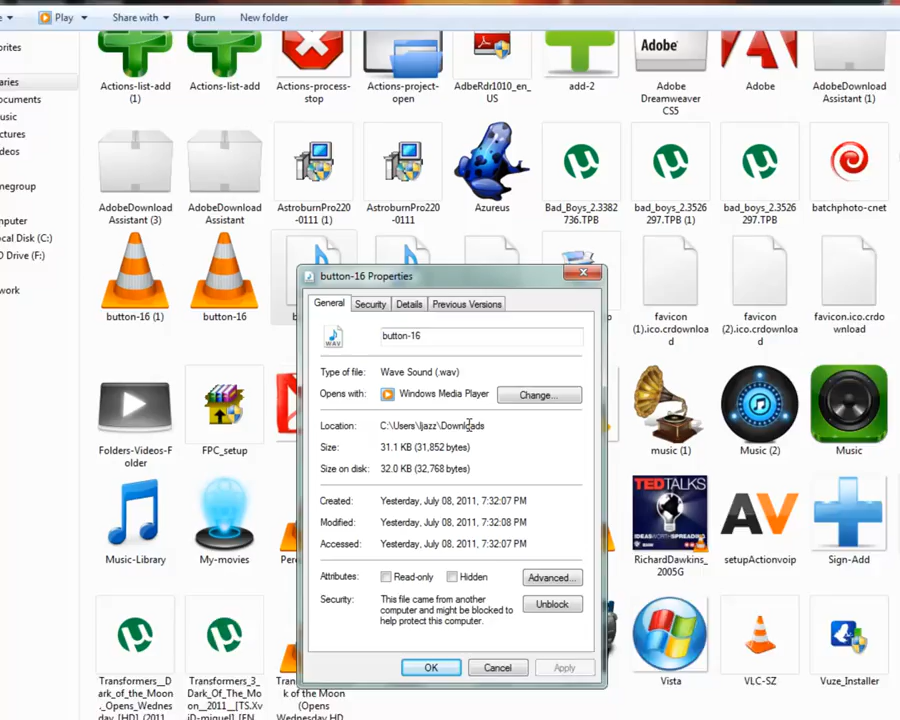 Play
Share with
Burn
New folder
orites
aries
ocuments
usic
ctures
deos
omegroup
mputer
ocal Disk (C:)
D Drive (F:)
work
Actions-list-add
(1)
Actions-list-add
Actions-process-
stop
Actions-project-
open
AdbeRdr1010_en_
US
add-2
Adobe
Adobe
Dreamweaver
CS5
Adobe
AdobeDownload
Assistant (1)
AdobeDownload
Assistant (3)
AdobeDownload
Assistant
AstroburnPro220
-0111 (1)
AstroburnPro220
-0111
Azureus
Bad_Boys_2.3382
736.TPB
bad_boys_2.3526
297.TPB (1)
bad_boys_2.3526
297.TPB
batchphoto-cnet
button-16 (1)
button-16
favicon
(1).ico.crdownloa
d
favicon
(2).ico.crdownloa
d
favicon.ico.crdo
wnload
button-16 Properties
General
Security
Details
Previous Versions
WAV
button-16
Type of file: Wave Sound (.wav)
Opens with: Windows Media Player
Change...
Location: C:\Users\Ijazz\Downloads
Size: 31.1 KB (31,852 bytes)
Size on disk: 32.0 KB (32,768 bytes)
Created: Yesterday, July 08, 2011, 7:32:07 PM
Modified: Yesterday, July 08, 2011, 7:32:08 PM
Accessed: Yesterday, July 08, 2011, 7:32:07 PM
Attributes: Read-only Hidden
Advanced...
Security: This file came from another
computer and might be blocked to
help protect this computer.
Unblock
OK
Cancel
Apply
Folders-Videos-F
older
FPC_setup
music (1)
Music (2)
Music
Music-Library
My-movies
Per
TEDTALKS
IDEAS WORTH SPREADING
RichardDawkins_
2005G
AV
setupActionvoip
Sign-Add
Transformers__D
ark_of_the_Moon
_Opens_Wednes
day_[HD]_(2011
Transformers_3_
Dark_Of_The_Mo
on__2011__[TS.Xv
iD-miguel]_[EN
k of the Moon
(Opens
Wednesday HD
Vista
VLC-SZ
Vuze_Installer